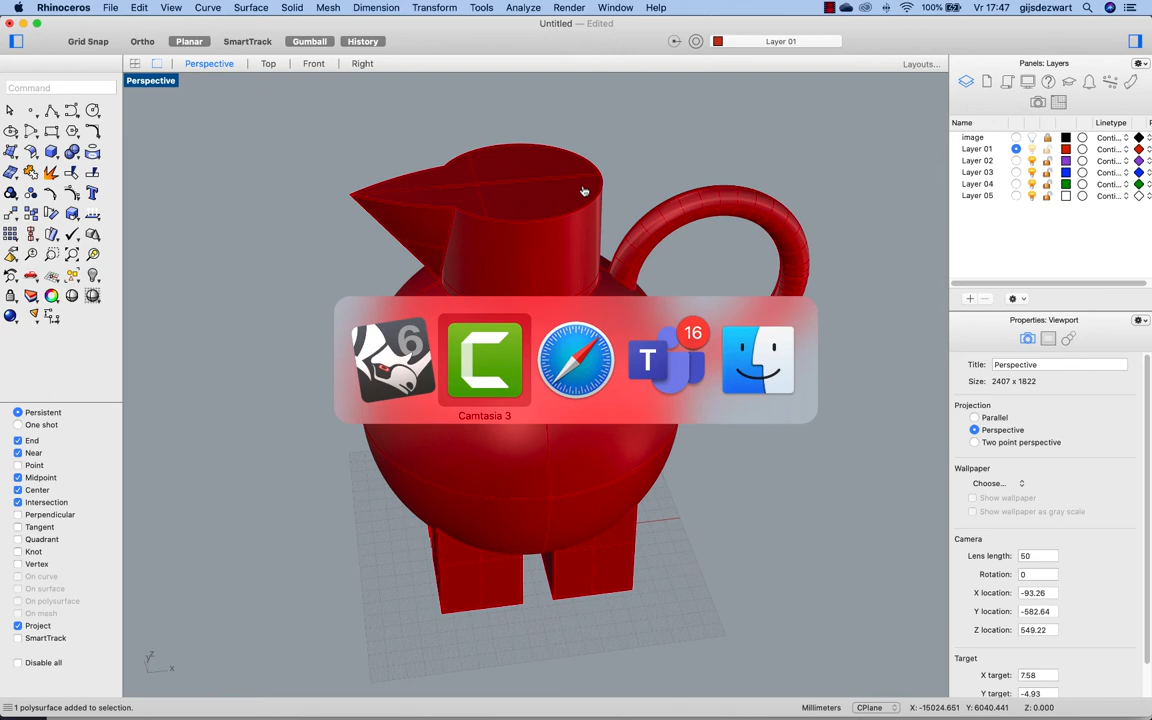 Rhinoceros File Edit View Curve Surface Solid Mesh Dimension Transform Tools Analyze Render Window Help 100% Vr 17:47 gijsdezwart
Untitled — Edited
Grid Snap Ortho Planar SmartTrack Gumball History Layer 01
Perspective Top Front Right Layouts... Panels: Layers
Perspective
Command
Name Linetype P
image Conti...
Layer 01 Conti...
Layer 02 Conti...
Layer 03 Conti...
Layer 04 Conti...
Layer 05 Conti...
Properties: Viewport
6
T
16
Camtasia 3
Title: Perspective
Size: 2407 x 1822
Projection
Parallel
Perspective
Two point perspective
Wallpaper
Choose...
Show wallpaper
Show wallpaper as gray scale
Camera
Lens length: 50
Rotation: 0
X location: -93.26
Y location: -582.64
Z location: 549.22
Target
X target: 7.58
Y target: -4.93
Persistent
One shot
End
Near
Point
Midpoint
Center
Intersection
Perpendicular
Tangent
Quadrant
Knot
Vertex
On curve
On surface
On polysurface
On mesh
Project
SmartTrack
Disable all
z
y
x
1 polysurface added to selection. Millimeters CPlane X: -15024.651 Y: 6040.441 Z: 0.000